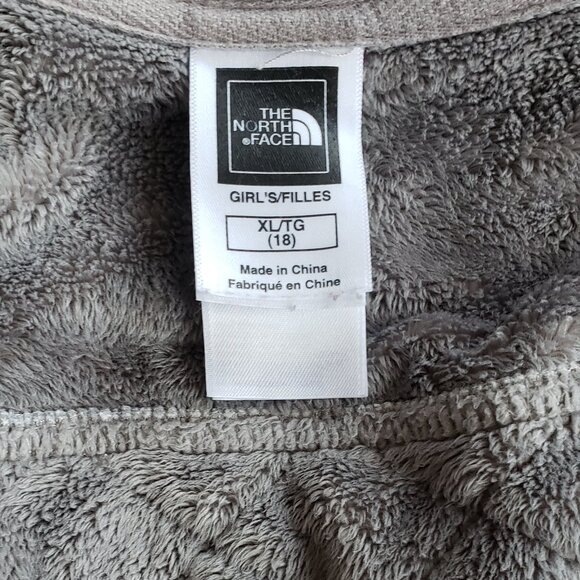 THE
NORTH
FACE
GIRL'S/FILLES
XL/TG
(18)
Made in China
Fabriqué en Chine